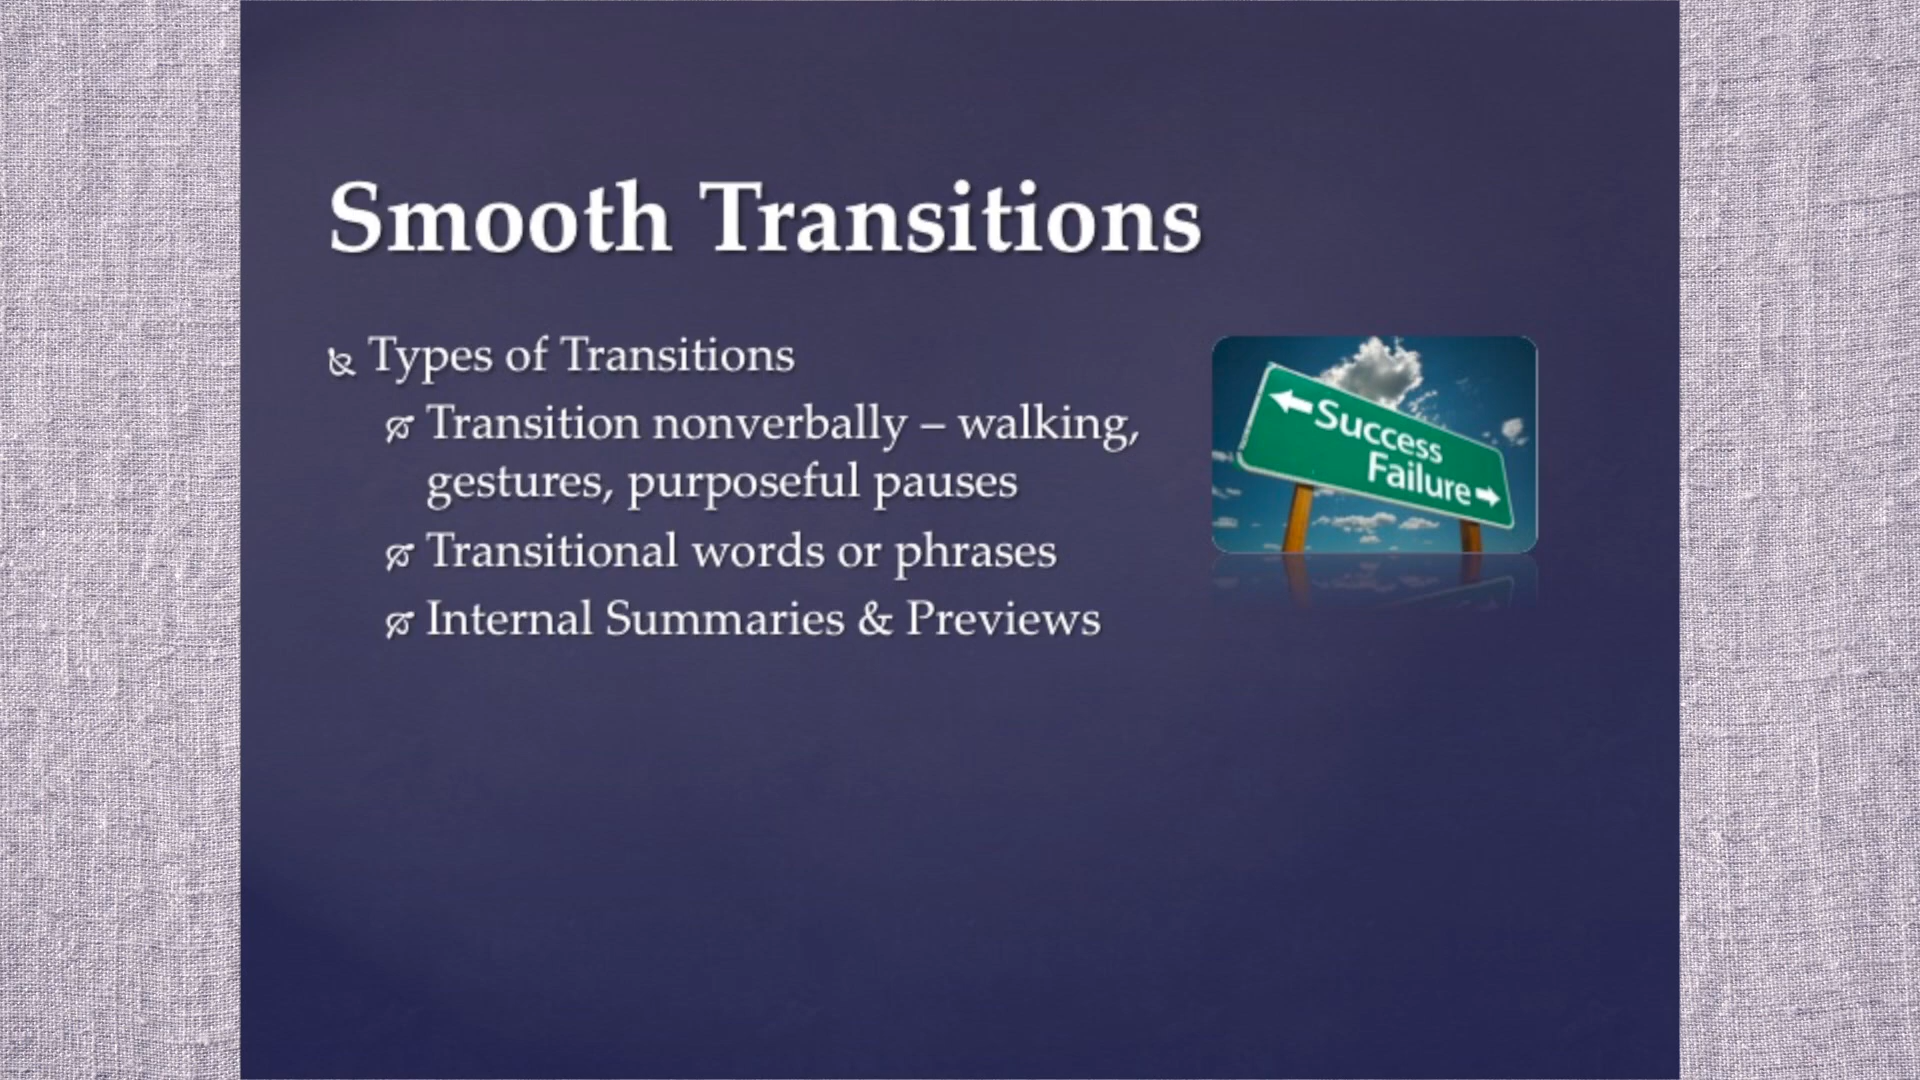 Smooth Transitions
Types of Transitions
Transition nonverbally – walking,
gestures, purposeful pauses
Transitional words or phrases
Internal Summaries & Previews
Success
Failure